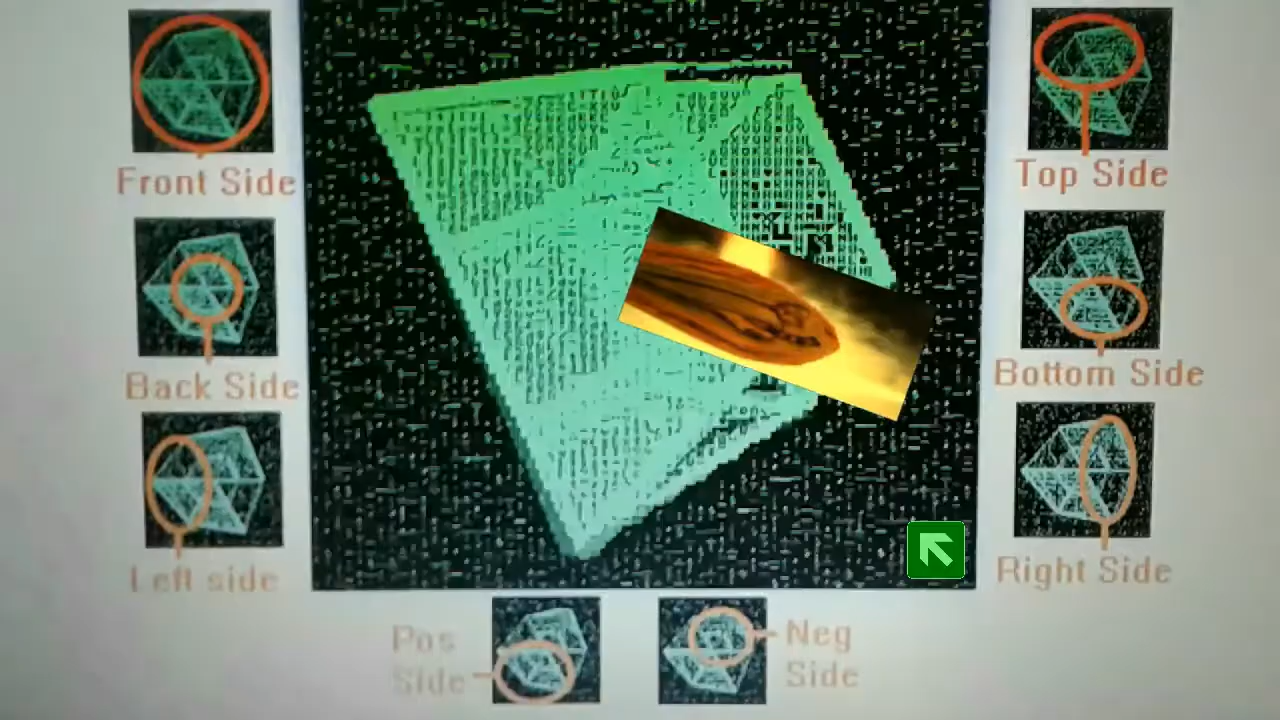 Front Side
Top Side
Back Side
Bottom Side
Left side
Right Side
Pos
Side
Neg
Side